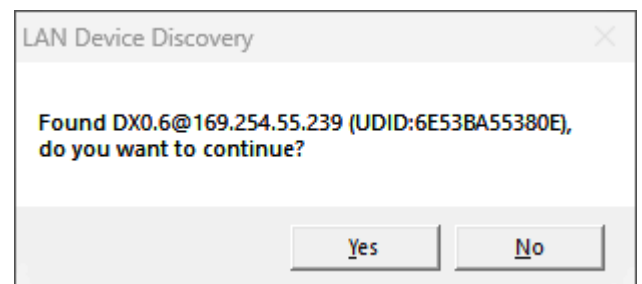 LAN Device Discovery
Found DX0.6@169.254.55.239 (UDID:6E53BA55380E),
do you want to continue?
Yes No